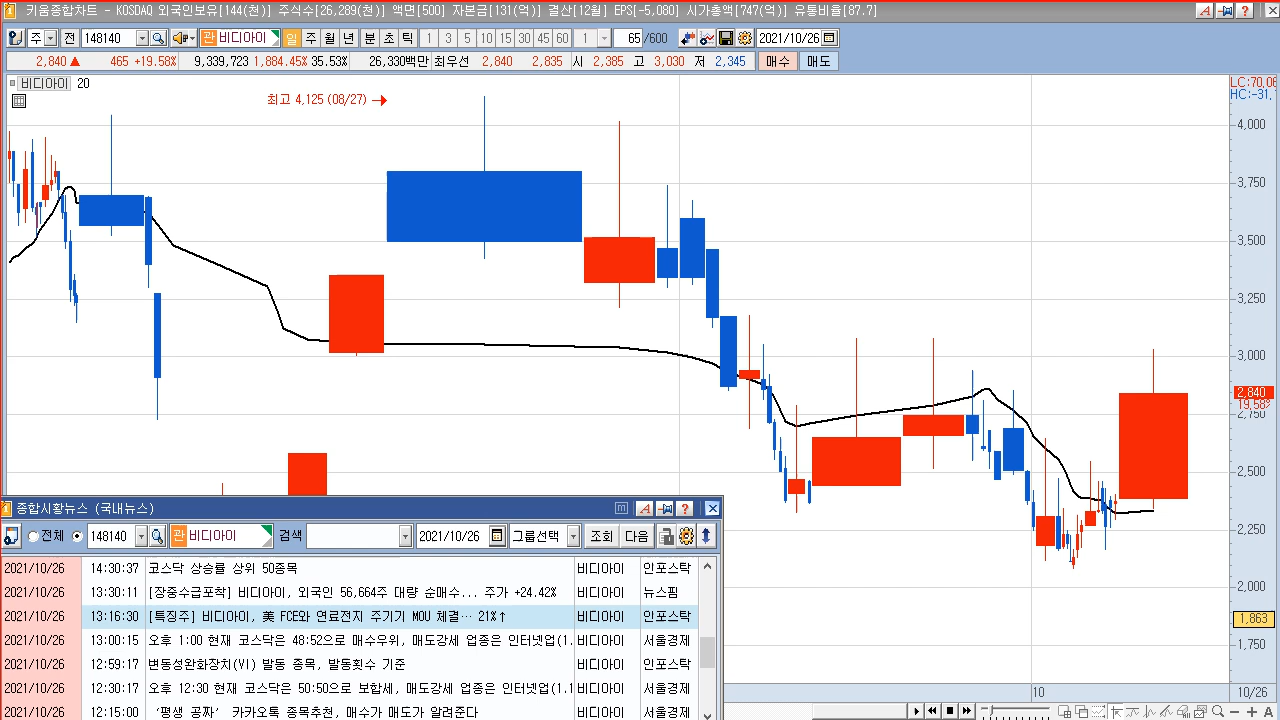 키움종합차트 - KOSDAQ 외국인보유[144(천)] 주식수[26,289(천)] 액면[500] 자본금[131(억)] 결산[12월] EPS[-5,080] 시가총액[747(억)] 유통비율[87.7]
주 전 148140 관 비디아이 일 주 월 년 분 초 틱 1 3 5 10 15 30 45 60 1 65 /600 2021/10/26
2,840 ▲ 465 +19.58% 9,339,723 1,884.45% 35.53% 26,330백만 최우선 2,840 2,835 시 2,385 고 3,030 저 2,345 매수 매도
비디아이 20
LC:70,06
HC:-31,
최고 4,125 (08/27) →
4,000
3,750
3,500
3,250
3,000
2,840
19.58%
2,750
2,500
2,250
2,000
1,863
1,750
10 10/26
종합시황뉴스 (국내뉴스)
전체 148140 관 비디아이 검색 2021/10/26 그룹선택 조회 다음
2021/10/26 14:30:37 코스닥 상승률 상위 50종목 비디아이 인포스탁
2021/10/26 13:30:11 [장중수급포착] 비디아이, 외국인 56,664주 대량 순매수... 주가 +24.42% 비디아이 뉴스핌
2021/10/26 13:16:30 [특징주] 비디아이, 美 FCE와 연료전지 주기기 MOU 체결… 21%↑ 비디아이 인포스탁
2021/10/26 13:00:15 오후 1:00 현재 코스닥은 48:52으로 매수우위, 매도강세 업종은 인터넷업(1. 비디아이 서울경제
2021/10/26 12:59:17 변동성완화장치(VI) 발동 종목, 발동횟수 기준 비디아이 인포스탁
2021/10/26 12:30:17 오후 12:30 현재 코스닥은 50:50으로 보합세, 매도강세 업종은 인터넷업(1.1 비디아이 서울경제
2021/10/26 12:15:00 ‘평생 공짜’ 카카오톡 종목추천, 매수가 매도가 알려준다 비디아이 서울경제